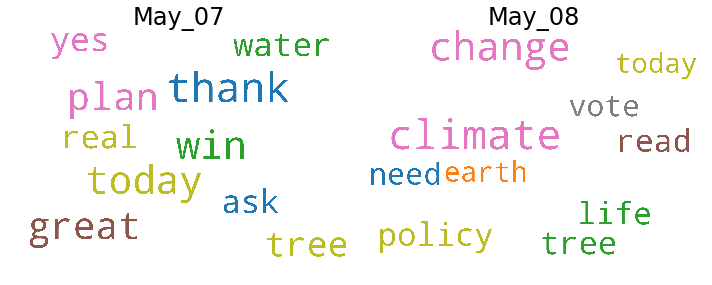 May_07
yes
water
thank
plan
real
win
today
ask
great
tree
May_08
change
today
vote
climate
read
need
earth
life
policy
tree